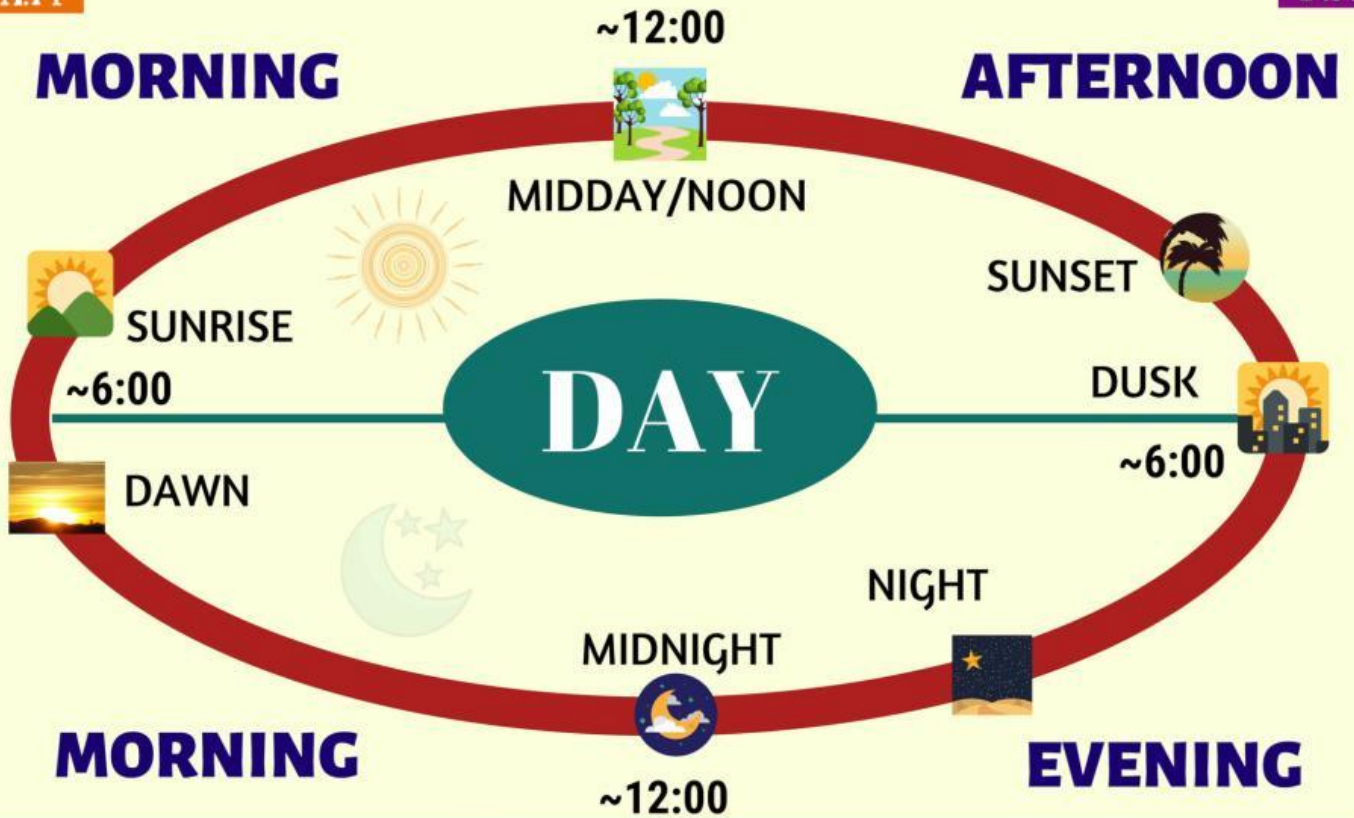 ~12:00
MORNING
AFTERNOON
MIDDAY/NOON
SUNSET
SUNRISE
DUSK
~6:00
DAY
~6:00
DAWN
NIGHT
MIDNIGHT
MORNING
EVENING
~12:00